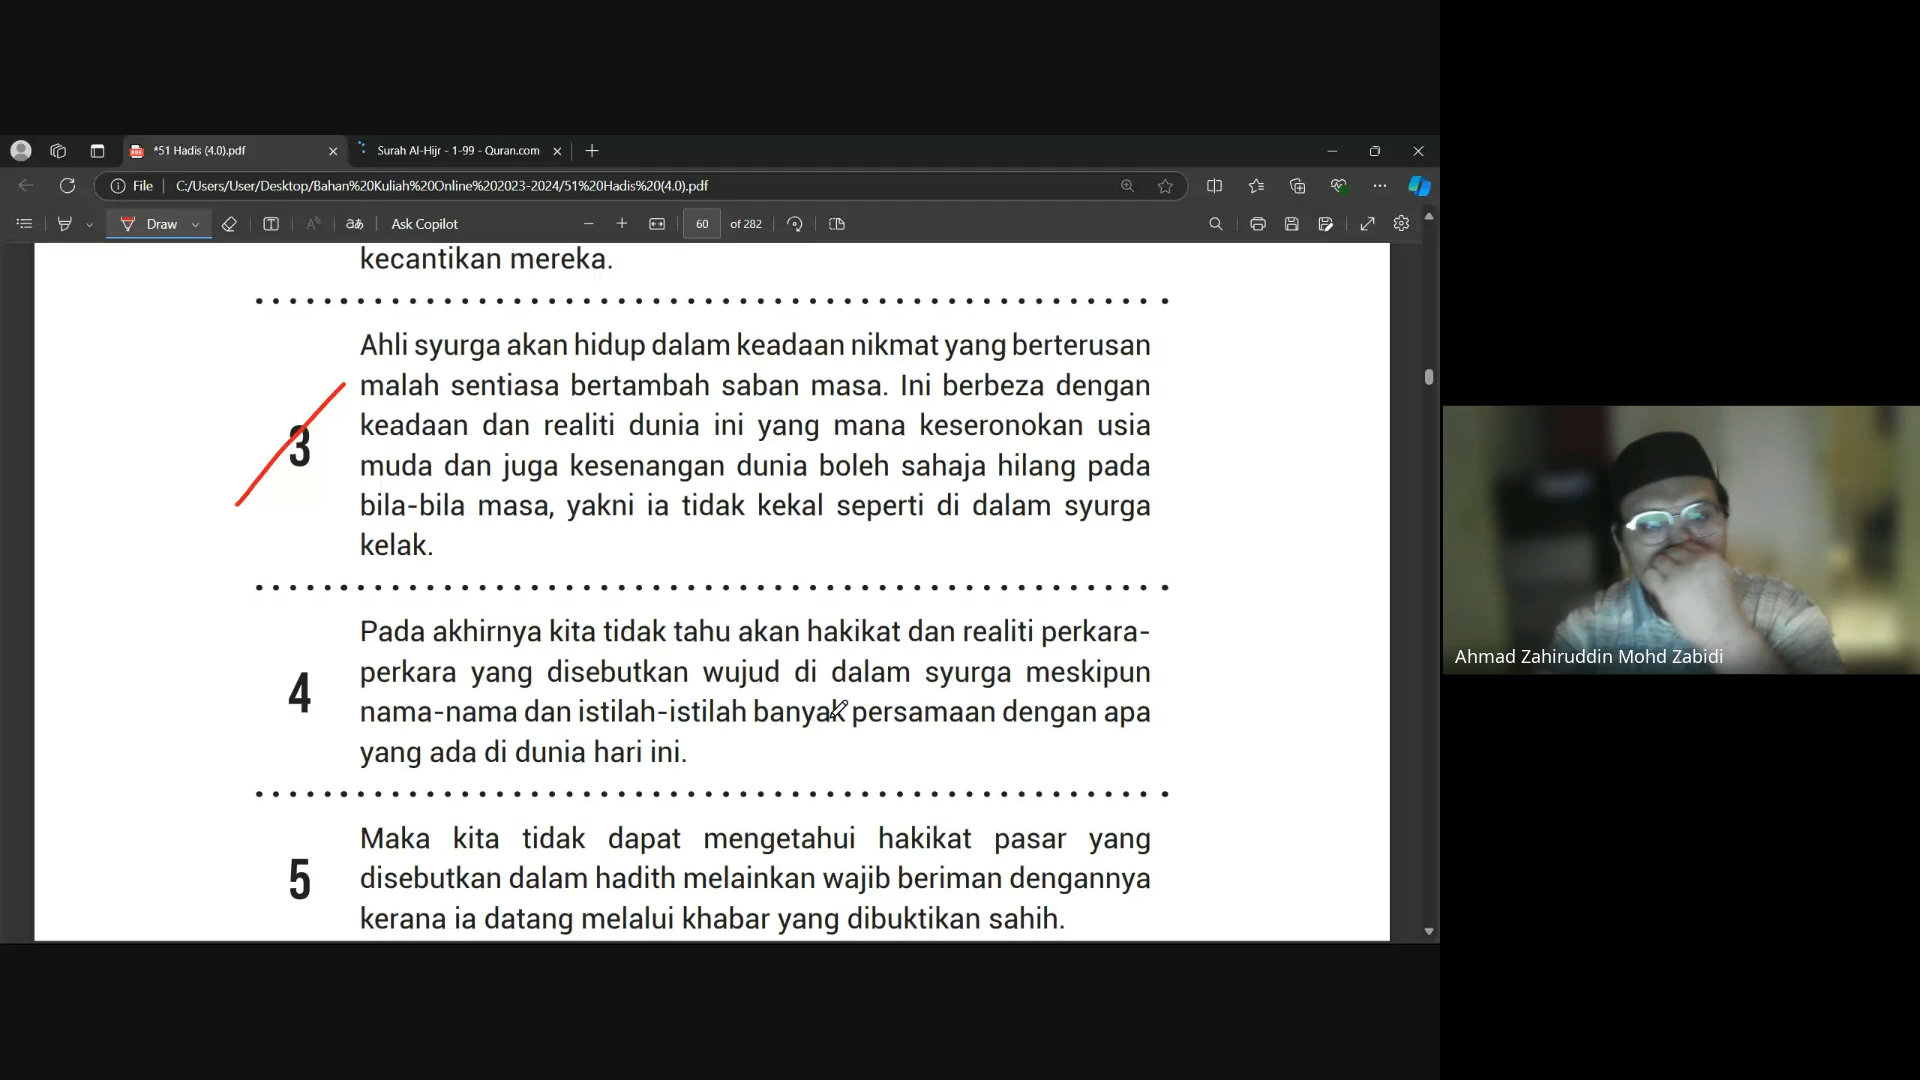 *51 Hadis (4.0).pdf
Surah Al-Hijr - 1-99 - Quran.com
File
C:/Users/User/Desktop/Bahan%20Kuliah%20Online%202023-2024/51%20Hadis%20(4.0).pdf
Draw
aあ
Ask Copilot
60
of 282
kecantikan mereka.
3
Ahli syurga akan hidup dalam keadaan nikmat yang berterusan
malah sentiasa bertambah saban masa. Ini berbeza dengan
keadaan dan realiti dunia ini yang mana keseronokan usia
muda dan juga kesenangan dunia boleh sahaja hilang pada
bila-bila masa, yakni ia tidak kekal seperti di dalam syurga
kelak.
4
Pada akhirnya kita tidak tahu akan hakikat dan realiti perkara-
perkara yang disebutkan wujud di dalam syurga meskipun
nama-nama dan istilah-istilah banyak persamaan dengan apa
yang ada di dunia hari ini.
5
Maka kita tidak dapat mengetahui hakikat pasar yang
disebutkan dalam hadith melainkan wajib beriman dengannya
kerana ia datang melalui khabar yang dibuktikan sahih.
Ahmad Zahiruddin Mohd Zabidi